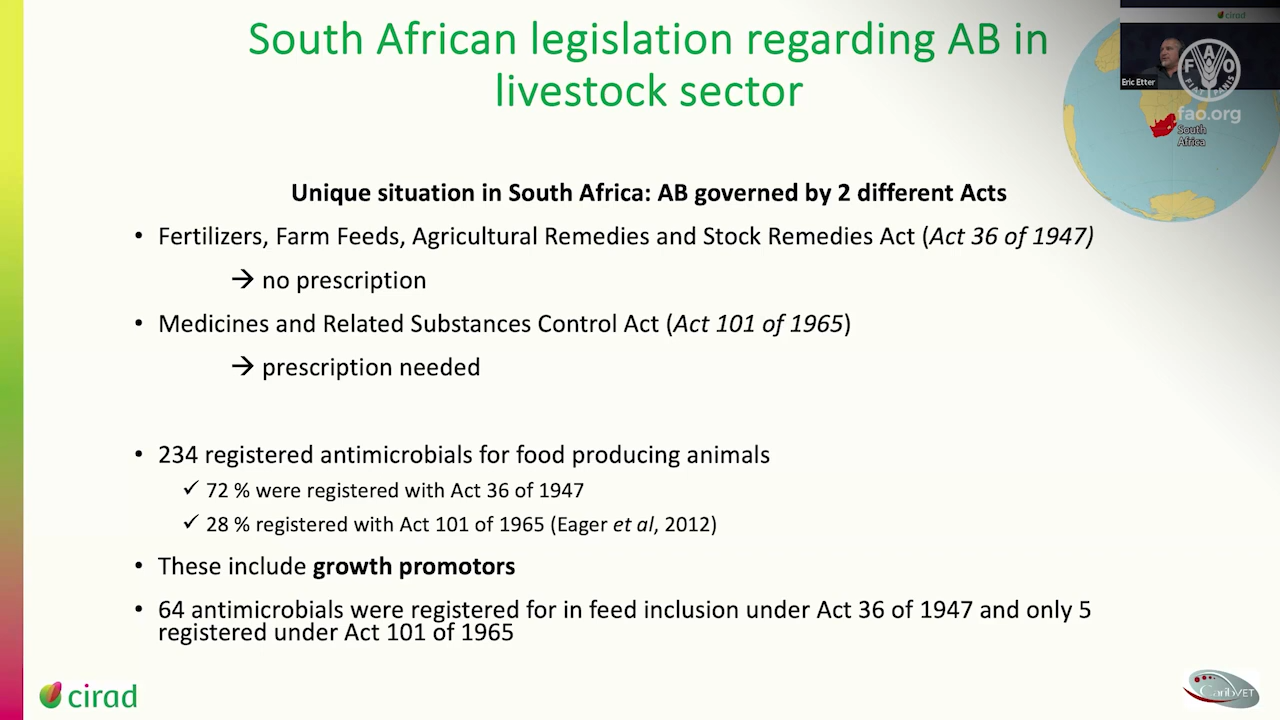 South African legislation regarding AB in
livestock sector
cirad
Eric Etter
FAO
FIAT PANIS
fao.org
South
Africa
Unique situation in South Africa: AB governed by 2 different Acts
• Fertilizers, Farm Feeds, Agricultural Remedies and Stock Remedies Act (Act 36 of 1947)
→ no prescription
• Medicines and Related Substances Control Act (Act 101 of 1965)
→ prescription needed
• 234 registered antimicrobials for food producing animals
✓ 72 % were registered with Act 36 of 1947
✓ 28 % registered with Act 101 of 1965 (Eager et al, 2012)
• These include growth promotors
• 64 antimicrobials were registered for in feed inclusion under Act 36 of 1947 and only 5
registered under Act 101 of 1965
cirad
CaribVET